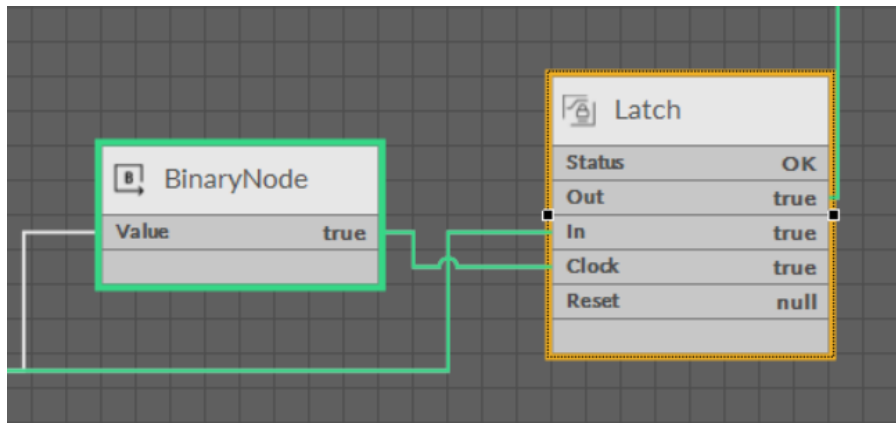 B BinaryNode
Value true
Latch
Status OK
Out true
In true
Clock true
Reset null